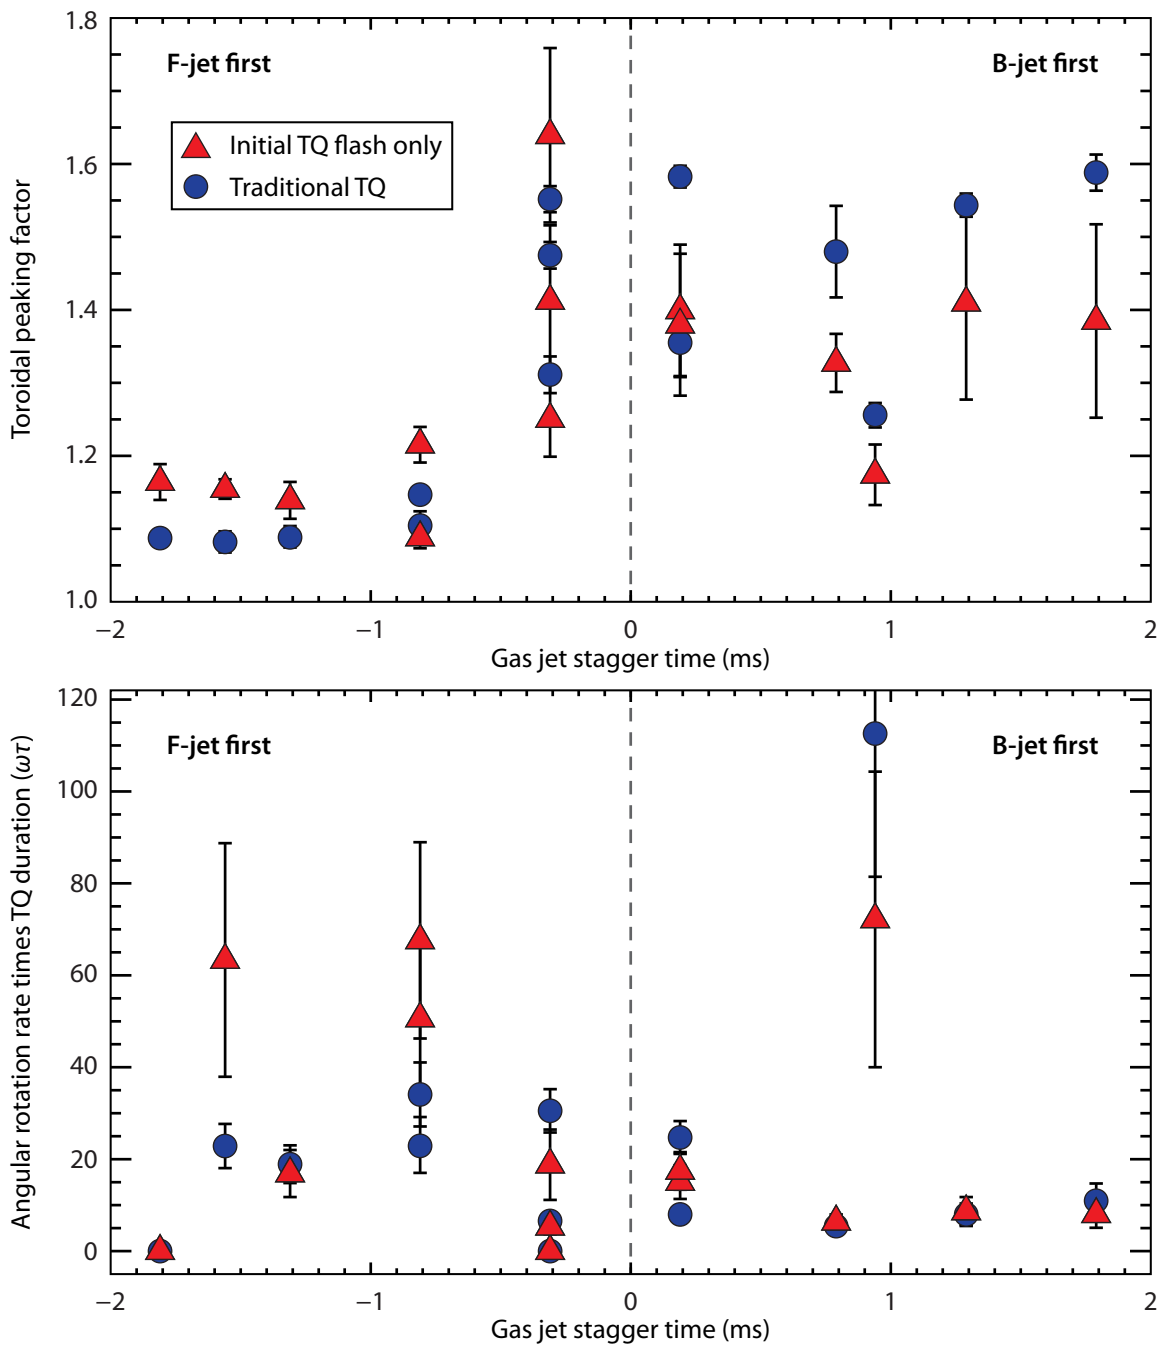 1.8
F-jet first
B-jet first
Initial TQ flash only
Traditional TQ
1.6
1.4
1.2
1.0
Toroidal peaking factor
−2
−1
0
1
2
Gas jet stagger time (ms)
120
F-jet first
B-jet first
100
80
60
40
20
0
Angular rotation rate times TQ duration (ωτ)
−2
−1
0
1
2
Gas jet stagger time (ms)